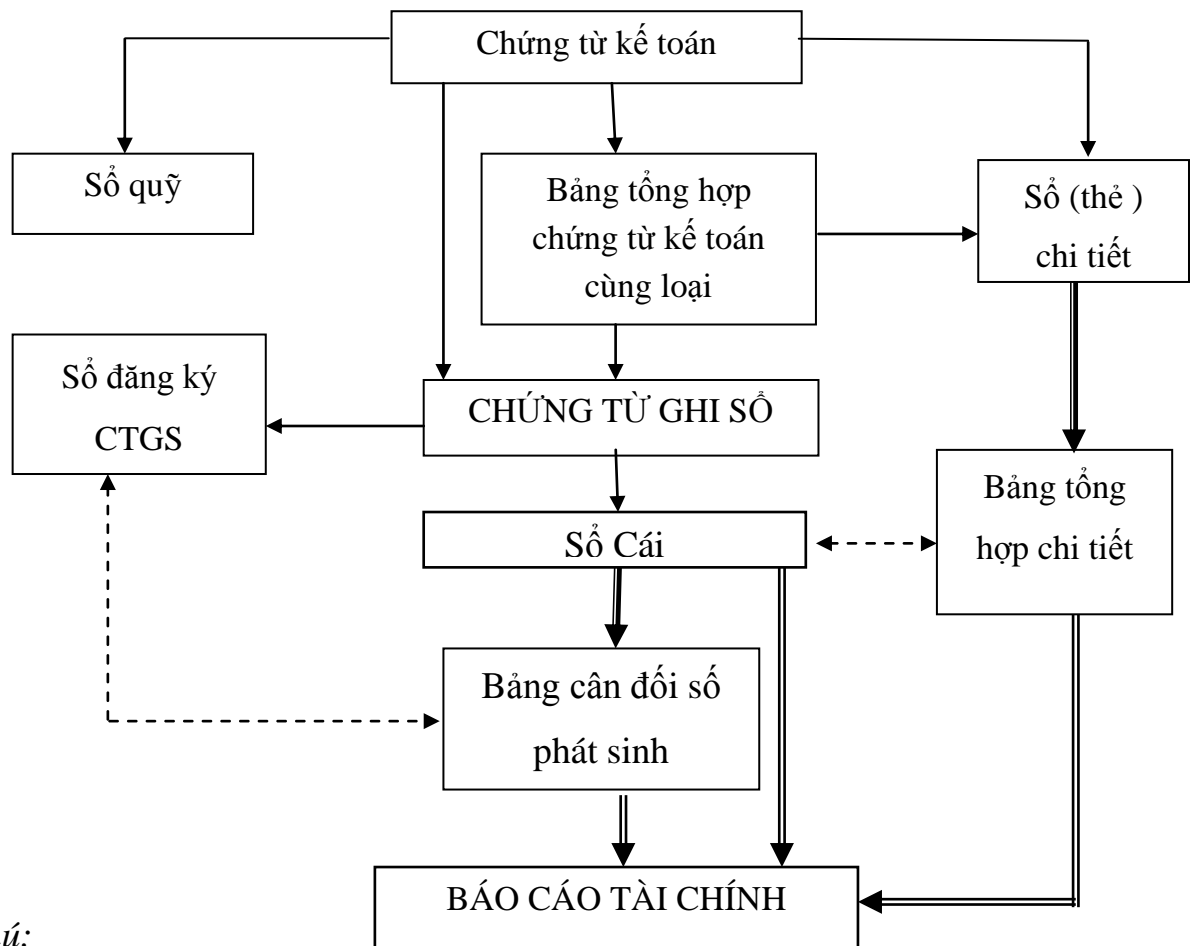 Chứng từ kế toán
Sổ quỹ
Bảng tổng hợp
chứng từ kế toán
cùng loại
Sổ (thẻ )
chi tiết
Sổ đăng ký
CTGS
CHỨNG TỪ GHI SỔ
Sổ Cái
Bảng tổng
hợp chi tiết
Bảng cân đối số
phát sinh
BÁO CÁO TÀI CHÍNH